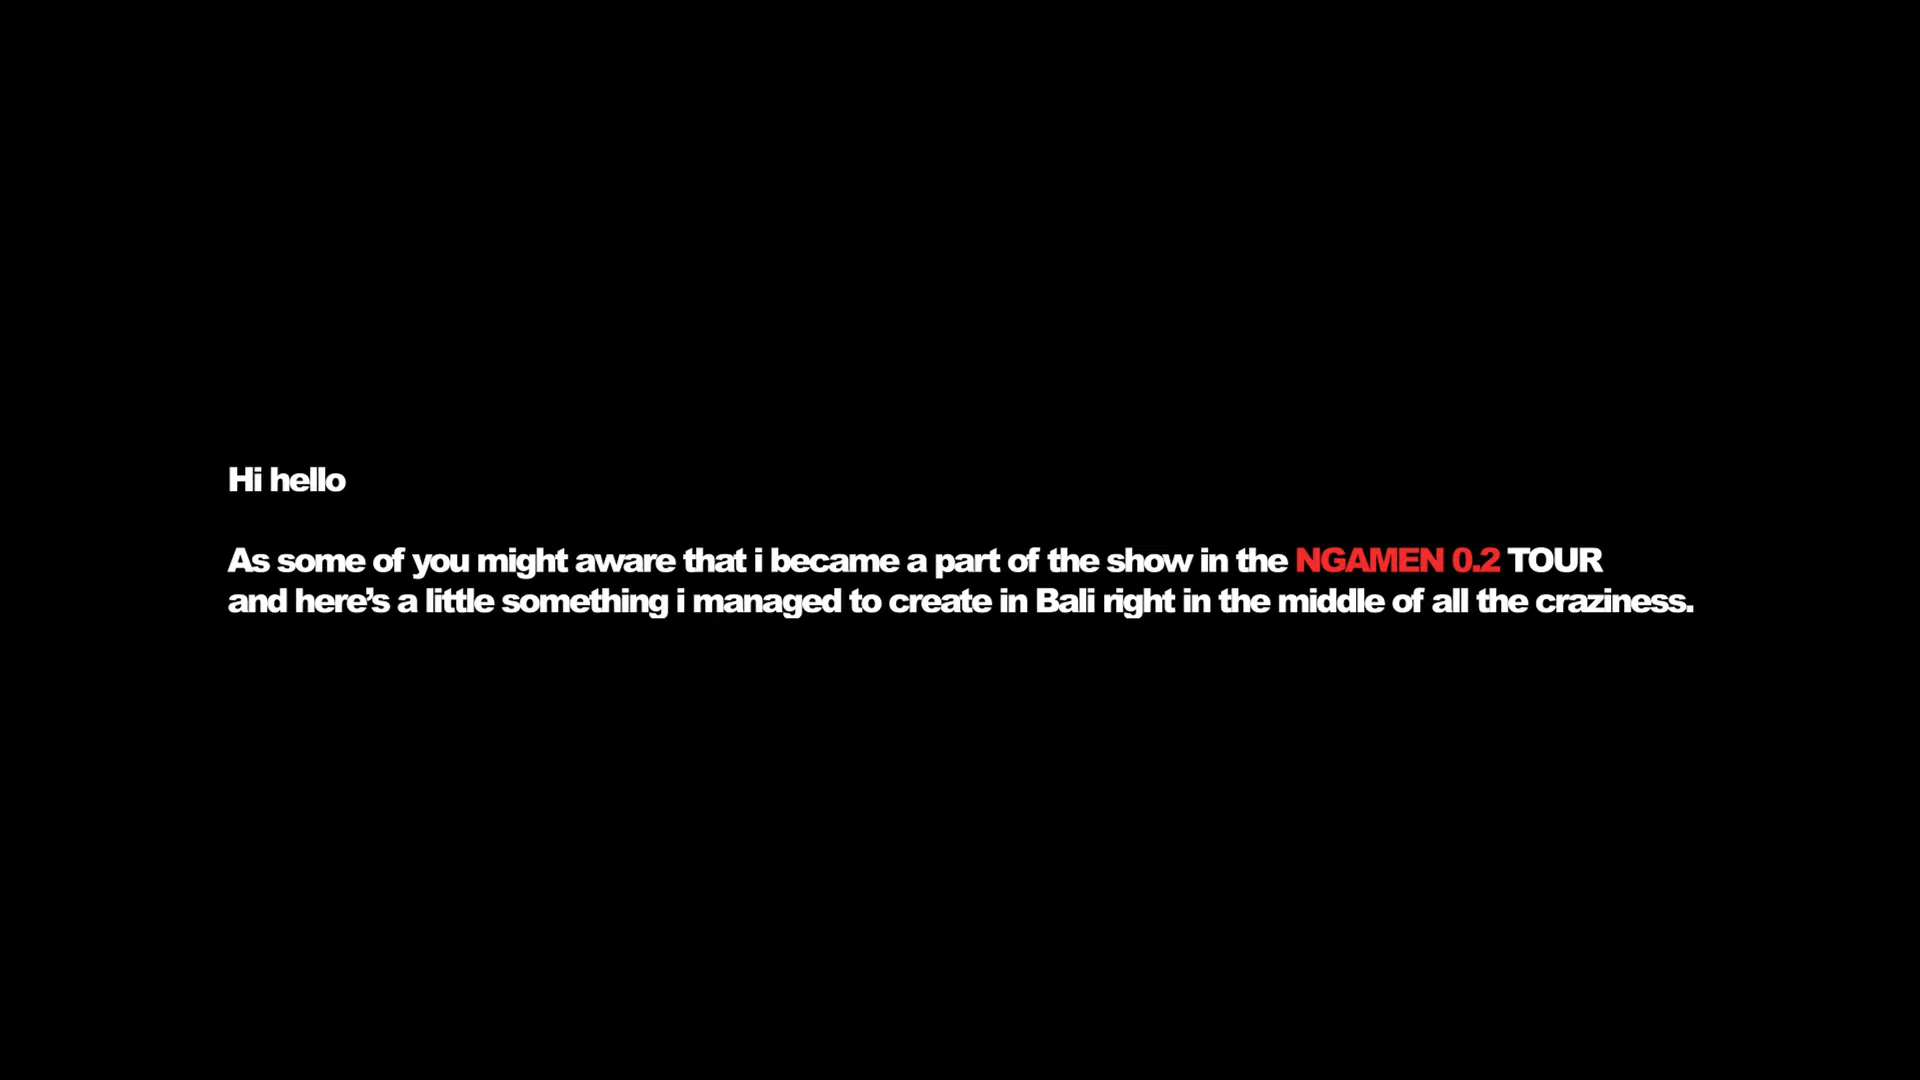 Hi hello
As some of you might aware that i became a part of the show in the NGAMEN 0.2 TOUR
and here’s a little something i managed to create in Bali right in the middle of all the craziness.